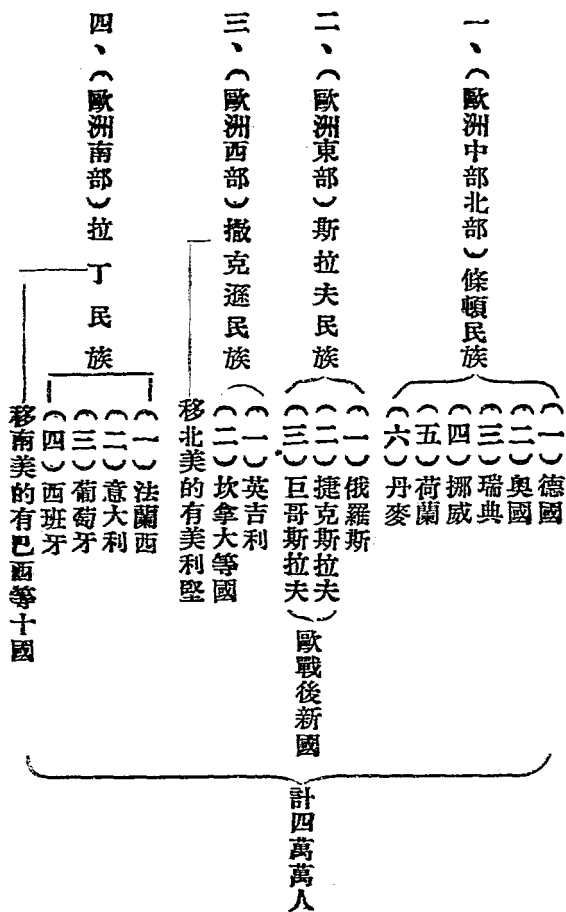 一、(歐洲中部北部)條頓民族
(一)德國
(二)奧國
(三)瑞典
(四)挪威
(五)荷蘭
(六)丹麥
二、(歐洲東部)斯拉夫民族
(一)俄羅斯
(二)捷克斯拉夫
(三)巨哥斯拉夫
歐戰後新國
三、(歐洲西部)撒克遜民族
(一)英吉利
(二)坎拿大等國
移北美的有美利堅
四、(歐洲南部)拉丁民族
(一)法蘭西
(二)意大利
(三)葡萄牙
(四)西班牙
移南美的有巴西等十國
計四萬萬人